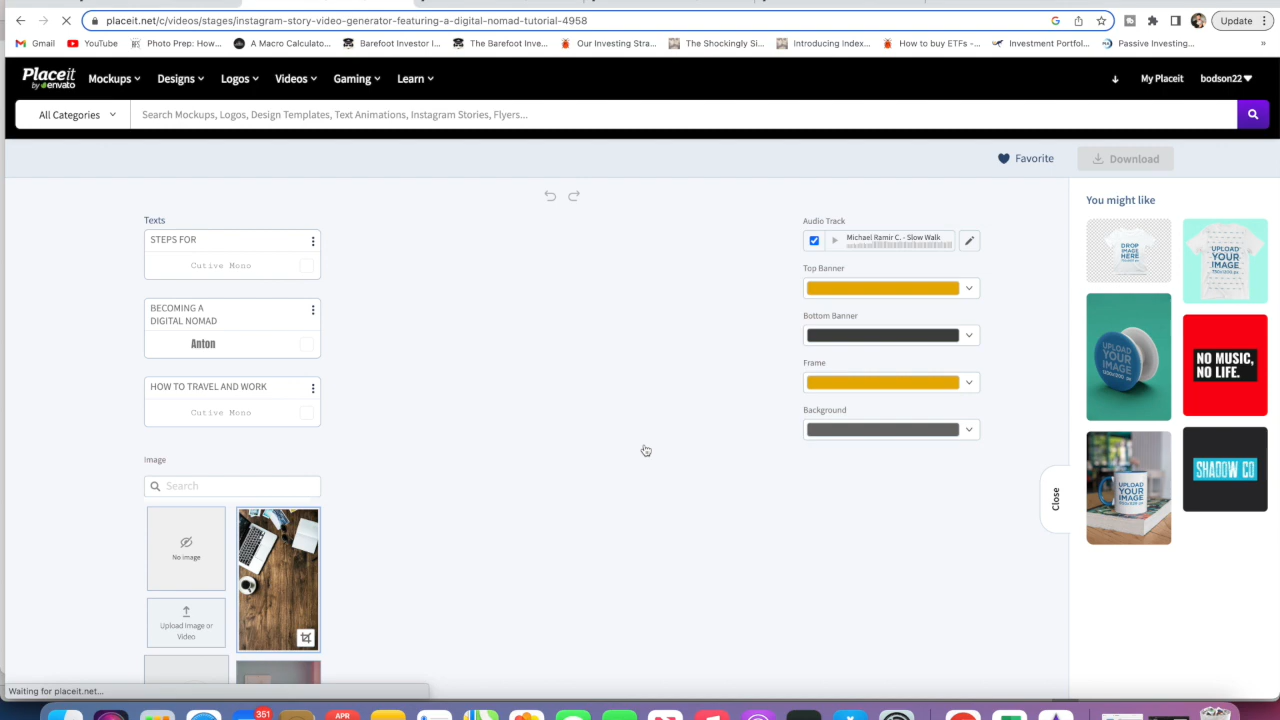 placeit.net/c/videos/stages/instagram-story-video-generator-featuring-a-digital-nomad-tutorial-4958
Update
Gmail
YouTube
Photo Prep: How...
A Macro Calculato...
Barefoot Investor I...
The Barefoot Inve...
Our Investing Stra...
The Shockingly Si...
Introducing Index...
How to buy ETFs -...
Investment Portfol...
Passive Investing...
»
Placeit
by envato
Mockups
Designs
Logos
Videos
Gaming
Learn
My Placeit
bodson22
All Categories
Search Mockups, Logos, Design Templates, Text Animations, Instagram Stories, Flyers...
Favorite
Download
Texts
STEPS FOR
Cutive Mono
BECOMING A
DIGITAL NOMAD
Anton
HOW TO TRAVEL AND WORK
Cutive Mono
Image
Search
No image
Upload Image or
Video
Audio Track
Michael Ramir C. - Slow Walk
Top Banner
Bottom Banner
Frame
Background
Close
You might like
DROP
IMAGE
HERE
UPLOAD
YOUR
IMAGE
UPLOAD
YOUR
IMAGE
NO MUSIC,
NO LIFE.
UPLOAD
YOUR
IMAGE
SHADOW CO
Waiting for placeit.net...
351
APR